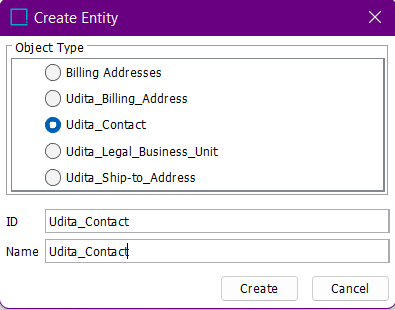 Create Entity
Object Type
Billing Addresses
Udita_Billing_Address
Udita_Contact
Udita_Legal_Business_Unit
Udita_Ship-to_Address
ID Udita_Contact
Name Udita_Contact
Create Cancel